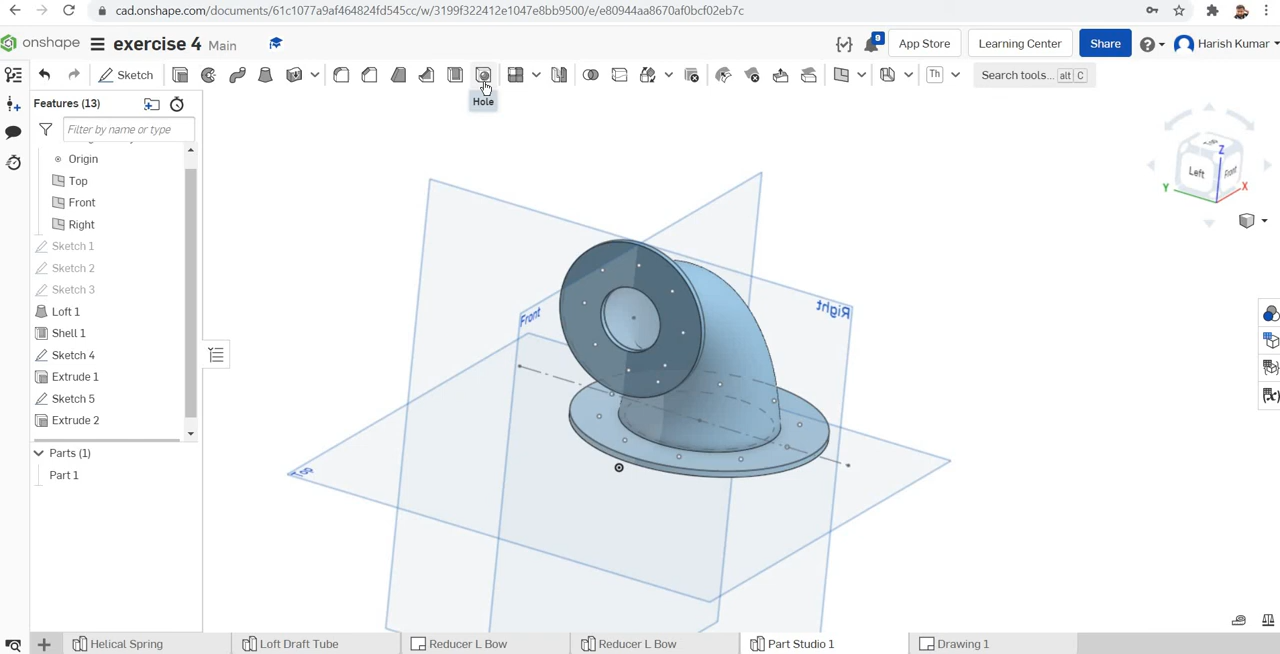 cad.onshape.com/documents/61c1077a9af464824fd545cc/w/3199f322412e1047e8bb9500/e/e80944aa8670af0bcf02eb7c
onshape exercise 4 Main 9 App Store Learning Center Share Harish Kumar
Sketch Th Search tools... alt C
Hole
Features (13)
Filter by name or type
Origin
Top
Front
Right
Sketch 1
Sketch 2
Sketch 3
Loft 1
Shell 1
Sketch 4
Extrude 1
Sketch 5
Extrude 2
Parts (1)
Part 1
Front
Right
Top
Z
Left
Front
Y
X
Helical Spring Loft Draft Tube Reducer L Bow Reducer L Bow Part Studio 1 Drawing 1